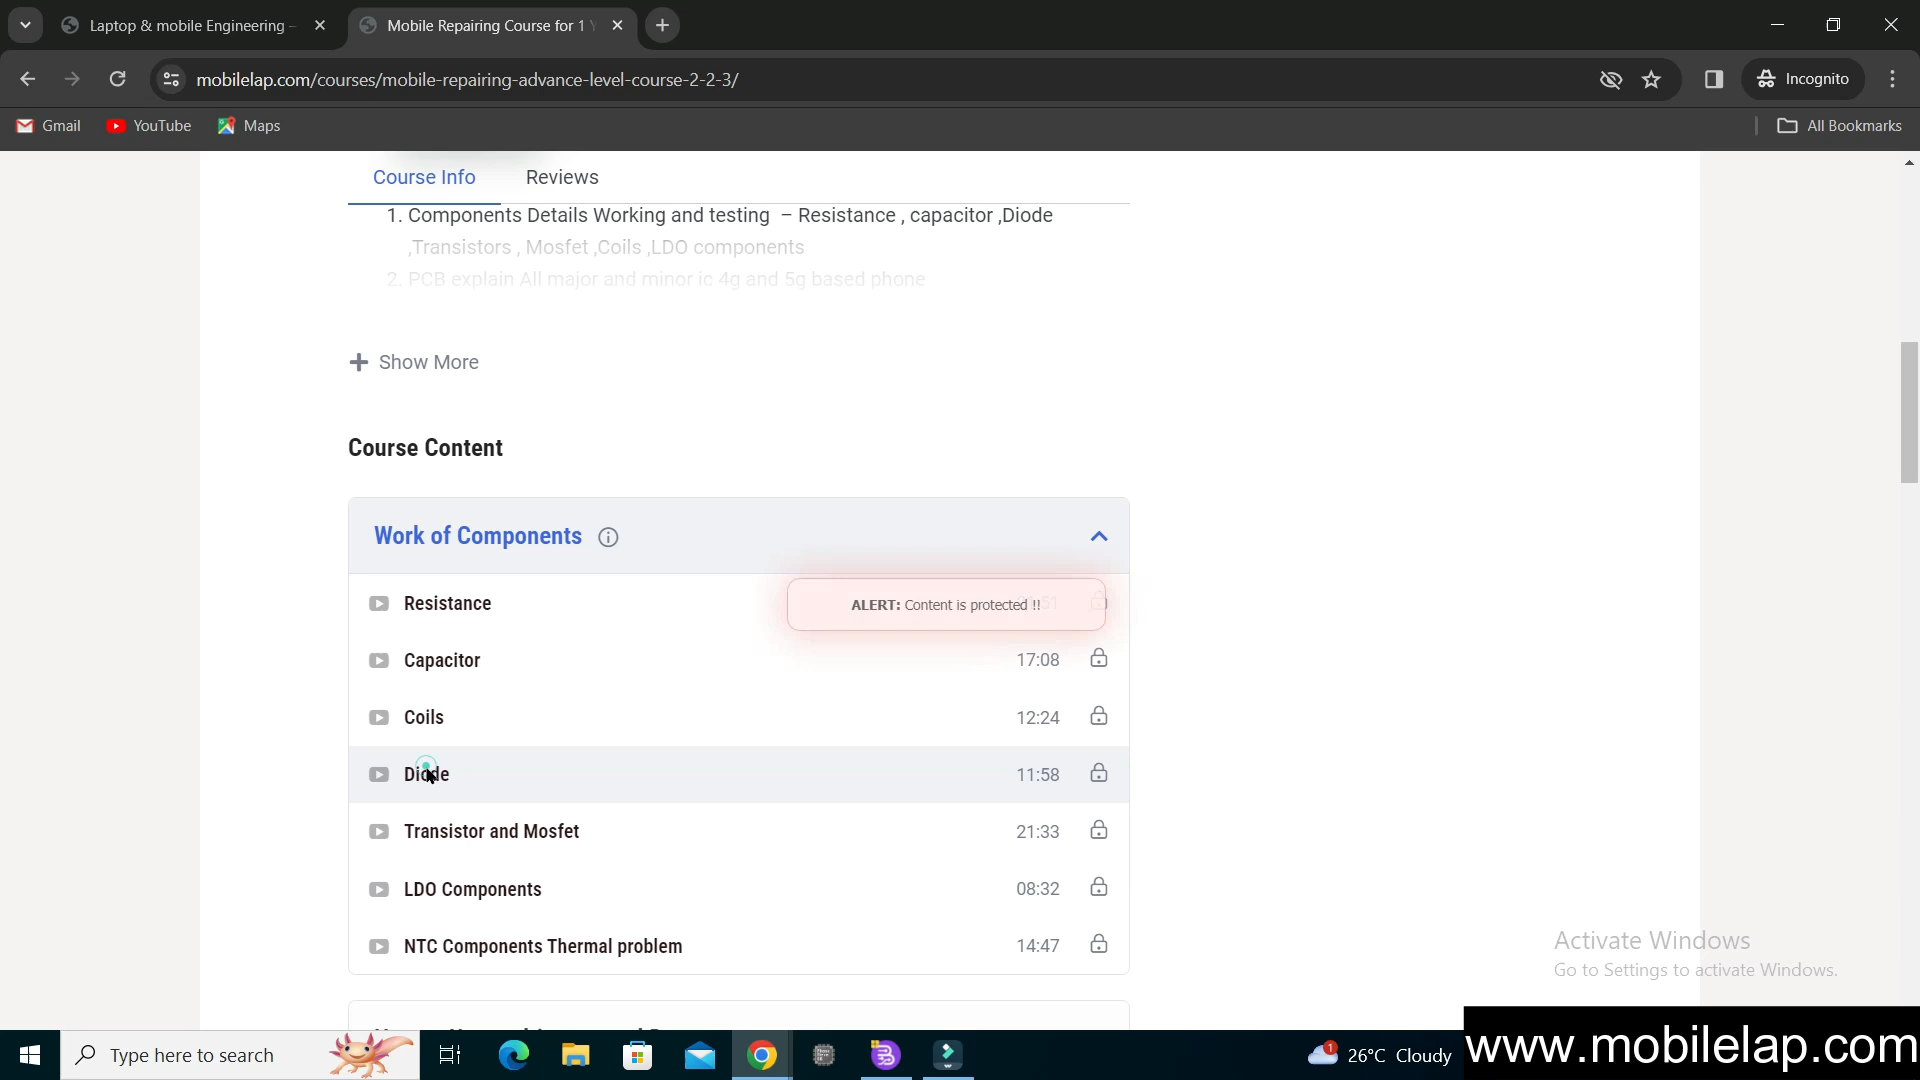 Laptop & mobile Engineering –
Mobile Repairing Course for 1 Y
mobilelap.com/courses/mobile-repairing-advance-level-course-2-2-3/
Incognito
Gmail
YouTube
Maps
All Bookmarks
Course Info
Reviews
1. Components Details Working and testing – Resistance , capacitor ,Diode
,Transistors , Mosfet ,Coils ,LDO components
2. PCB explain All major and minor ic 4g and 5g based phone
Show More
Course Content
Work of Components
Resistance
ALERT: Content is protected !!
Capacitor 17:08
Coils 12:24
Diode 11:58
Transistor and Mosfet 21:33
LDO Components 08:32
NTC Components Thermal problem 14:47
Activate Windows
Go to Settings to activate Windows.
Type here to search
1
26°C Cloudy
www.mobilelap.com